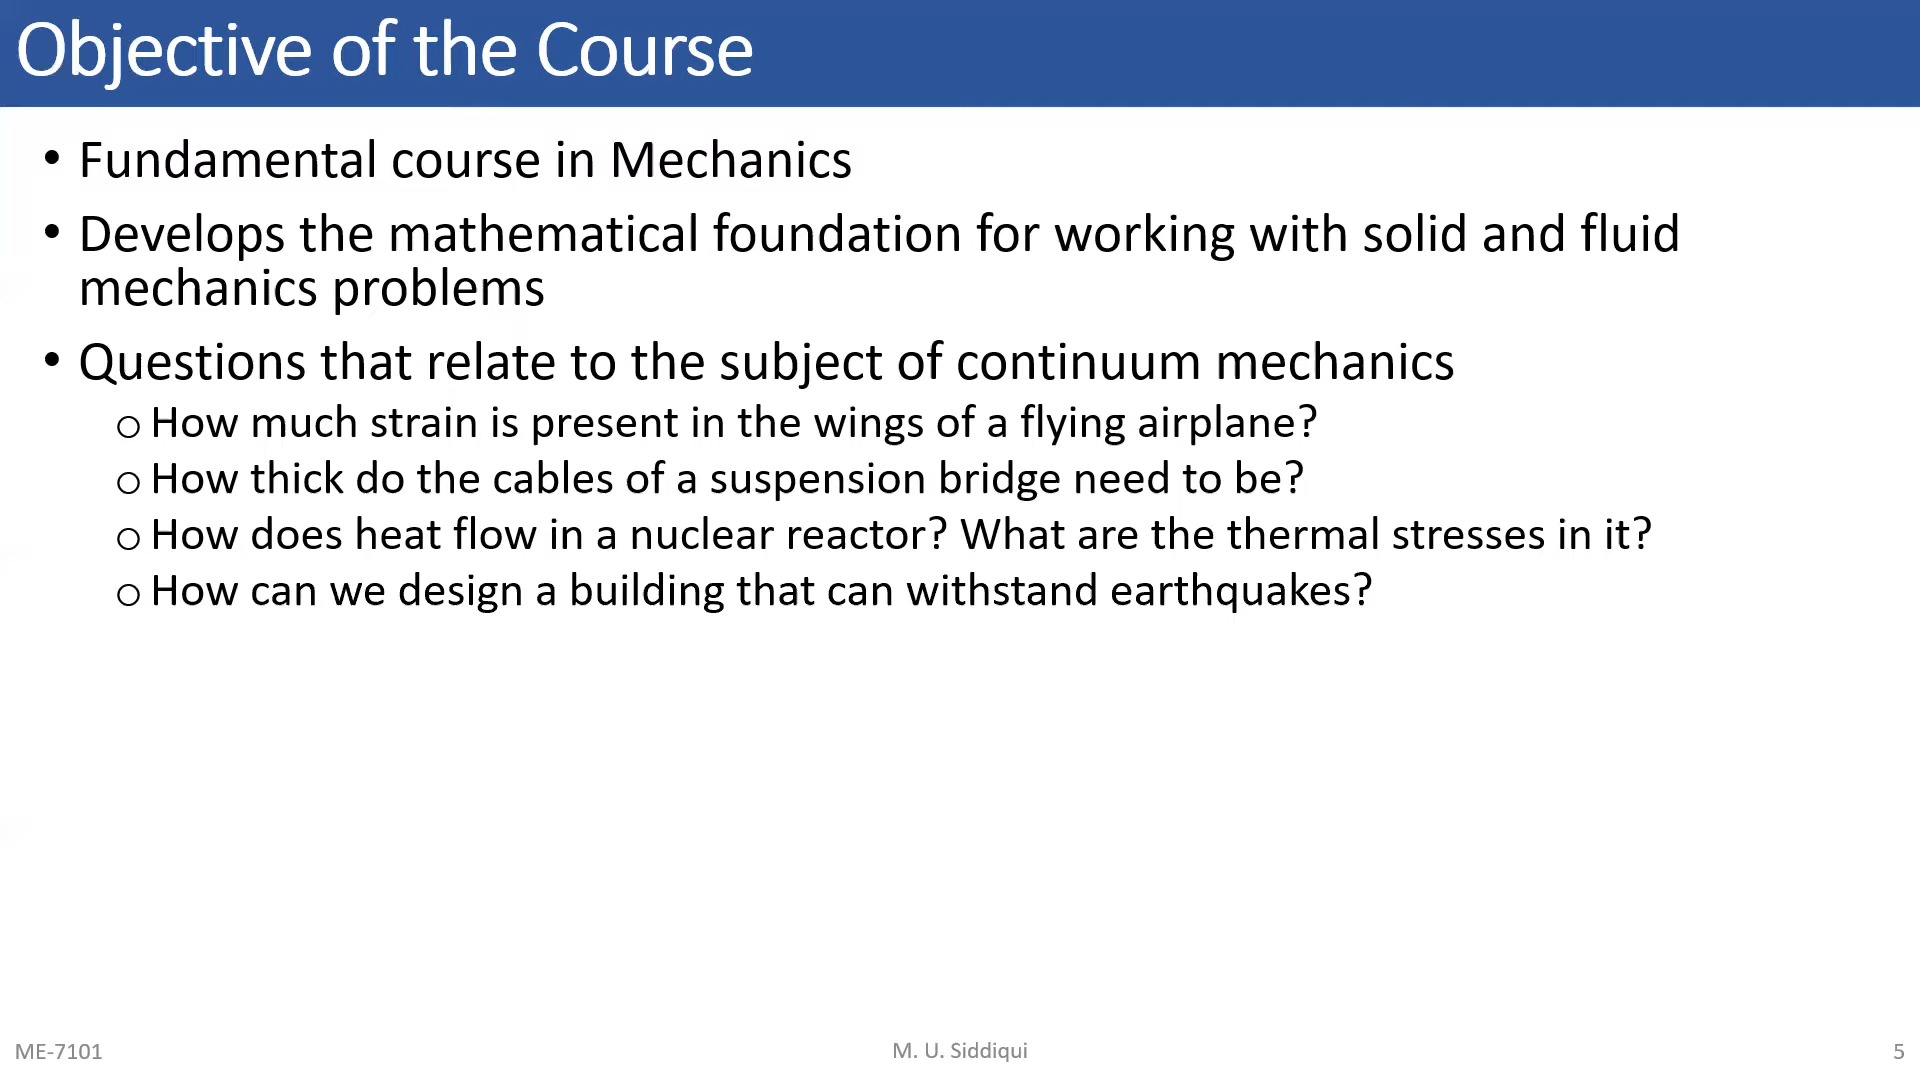 Objective of the Course
• Fundamental course in Mechanics
• Develops the mathematical foundation for working with solid and fluid
mechanics problems
• Questions that relate to the subject of continuum mechanics
o How much strain is present in the wings of a flying airplane?
o How thick do the cables of a suspension bridge need to be?
o How does heat flow in a nuclear reactor? What are the thermal stresses in it?
o How can we design a building that can withstand earthquakes?
ME-7101
M. U. Siddiqui
5